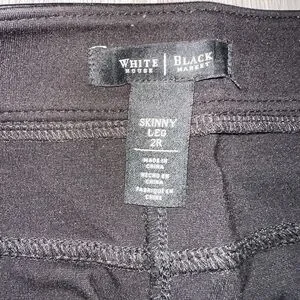 WHITE | BLACK
HOUSE | MARKET
SKINNY
LEG
2R
MADE IN
CHINA
HECHO EN
CHINA
FABRIQUÉ EN
CHINE